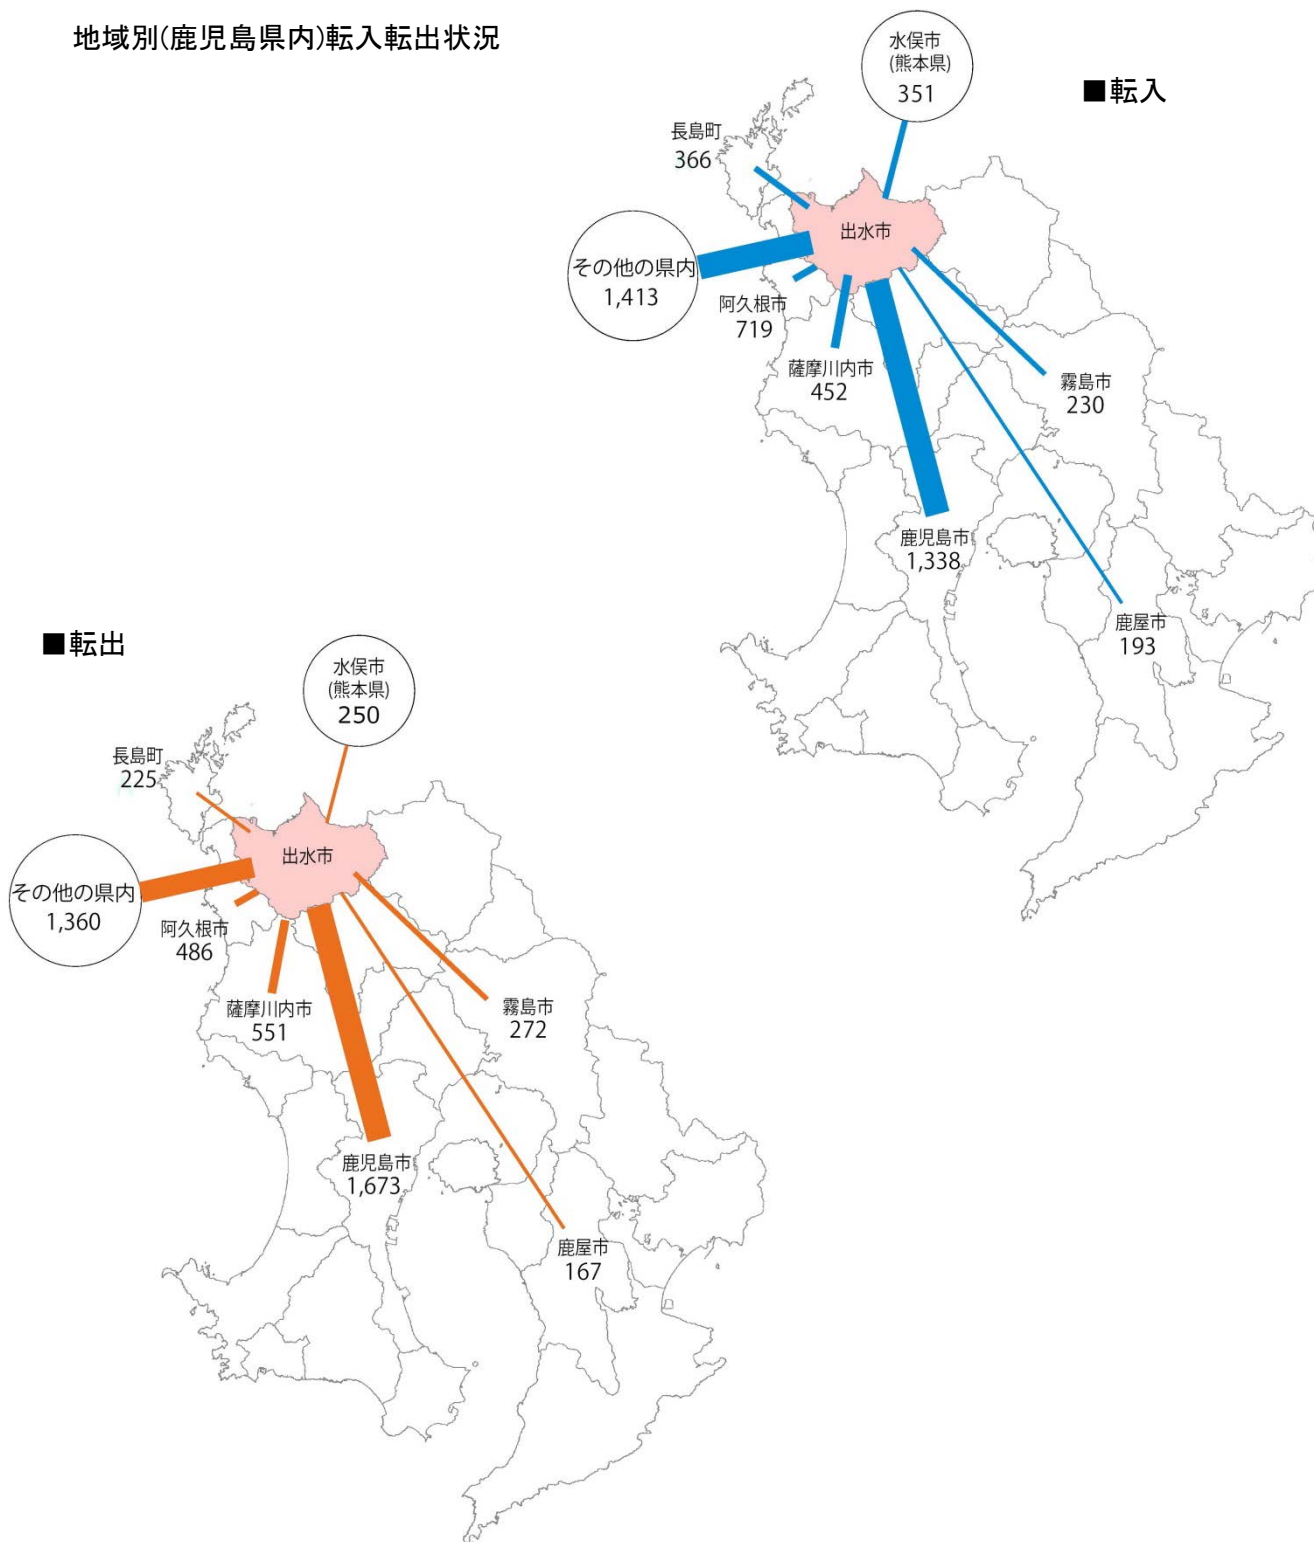 地域別(鹿児島県内)転入転出状況
■転入
水俣市
(熊本県)
351
長島町
366
出水市
その他の県内
1,413
阿久根市
719
薩摩川内市
452
霧島市
230
鹿児島市
1,338
鹿屋市
193
■転出
水俣市
(熊本県)
250
長島町
225
出水市
その他の県内
1,360
阿久根市
486
薩摩川内市
551
霧島市
272
鹿児島市
1,673
鹿屋市
167